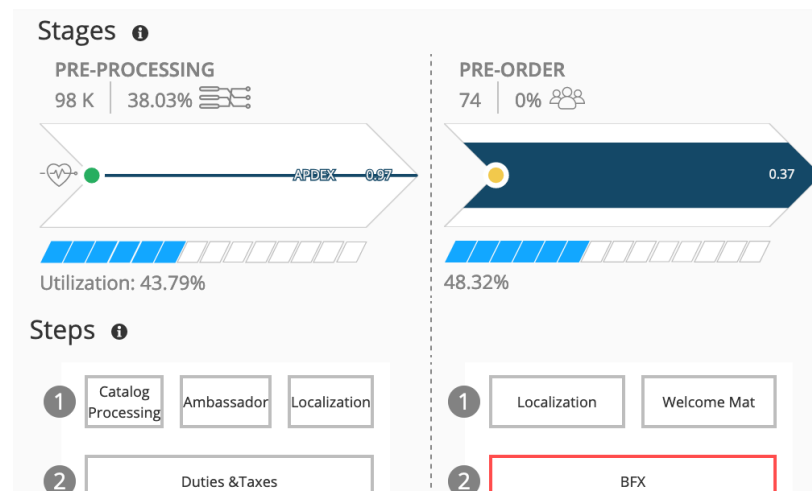 Stages i
PRE-PROCESSING
98 K 38.03%
APDEX 0.97
Utilization: 43.79%
PRE-ORDER
74 0%
0.37
48.32%
Steps i
1
Catalog
Processing
Ambassador
Localization
2
Duties &Taxes
1
Localization
Welcome Mat
2
BFX